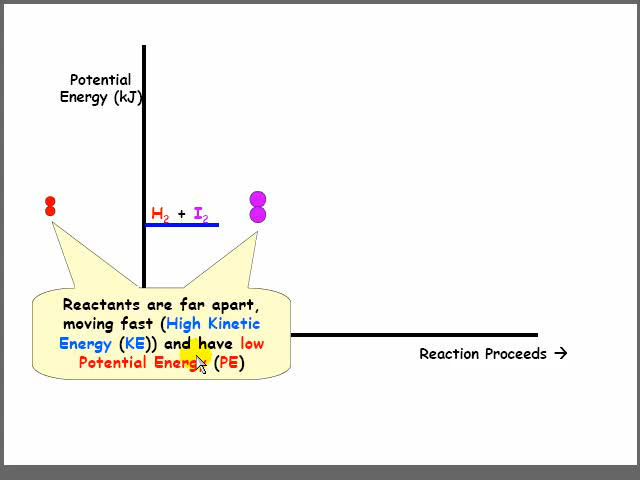 Potential
Energy (kJ)
H2 + I2
Reactants are far apart,
moving fast (High Kinetic
Energy (KE)) and have low
Potential Energy (PE)
Reaction Proceeds →